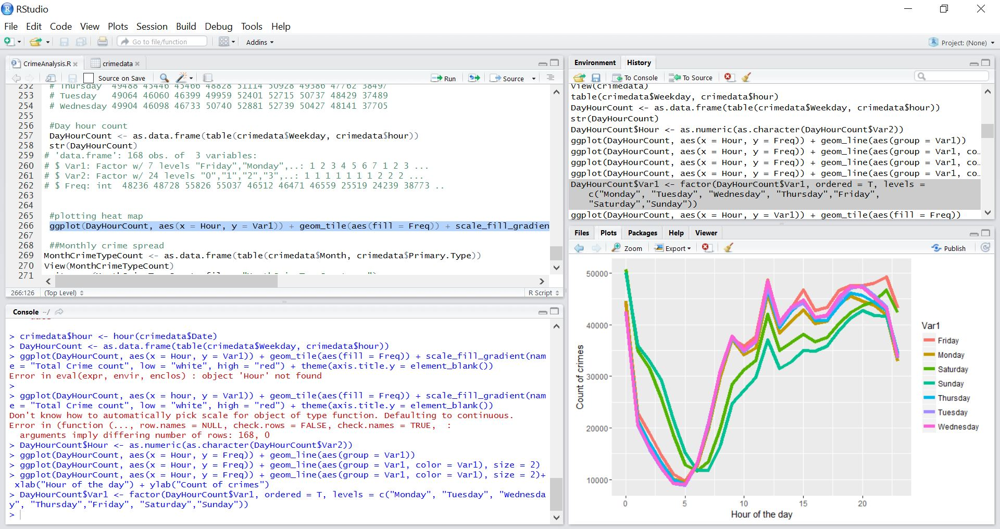 RStudio
File Edit Code View Plots Session Build Debug Tools Help
Go to file/function
Addins
Project: (None)
CrimeAnalysis.R
crimedata
Source on Save
Run
Source
252 # Thursday 49488 45446 45466 48828 51114 50928 49386 47762 38497
253 # Tuesday 49064 46060 46399 49959 52401 52715 50737 48429 37489
254 # Wednesday 49904 46098 46733 50740 52881 52739 50427 48141 37705
255
256 #Day hour count
257 DayHourCount <- as.data.frame(table(crimedata$Weekday, crimedata$hour))
258 str(DayHourCount)
259 # 'data.frame': 168 obs. of 3 variables:
260 # $ Var1: Factor w/ 7 levels "Friday","Monday",..: 1 2 3 4 5 6 7 1 2 3 ...
261 # $ Var2: Factor w/ 24 levels "0","1","2","3",..: 1 1 1 1 1 1 1 2 2 2 ...
262 # $ Freq: int 48236 48728 55826 55037 46512 46471 46559 25519 24239 38773 ..
263
264
265 #plotting heat map
266 ggplot(DayHourCount, aes(x = Hour, y = Var1)) + geom_tile(aes(fill = Freq)) + scale_fill_gradien
267
268 ##Monthly crime spread
269 MonthCrimeTypeCount <- as.data.frame(table(crimedata$Month, crimedata$Primary.Type))
270 View(MonthCrimeTypeCount)
271
266:126 (Top Level) R Script
Console ~/
> crimedata$hour <- hour(crimedata$Date)
> DayHourCount <- as.data.frame(table(crimedata$Weekday, crimedata$hour))
> ggplot(DayHourCount, aes(x = Hour, y = Var1)) + geom_tile(aes(fill = Freq)) + scale_fill_gradient(nam
e = "Total Crime count", low = "white", high = "red") + theme(axis.title.y = element_blank())
Error in eval(expr, envir, enclos) : object 'Hour' not found
>
> ggplot(DayHourCount, aes(x = hour, y = Var1)) + geom_tile(aes(fill = Freq)) + scale_fill_gradient(nam
e = "Total Crime count", low = "white", high = "red") + theme(axis.title.y = element_blank())
Don't know how to automatically pick scale for object of type function. Defaulting to continuous.
Error in (function (..., row.names = NULL, check.rows = FALSE, check.names = TRUE, :
arguments imply differing number of rows: 168, 0
> DayHourCount$Hour <- as.numeric(as.character(DayHourCount$Var2))
> ggplot(DayHourCount, aes(x = Hour, y = Freq)) + geom_line(aes(group = Var1))
> ggplot(DayHourCount, aes(x = Hour, y = Freq)) + geom_line(aes(group = Var1, color = Var1), size = 2)
> ggplot(DayHourCount, aes(x = Hour, y = Freq)) + geom_line(aes(group = Var1, color = Var1), size = 2)+
xlab("Hour of the day") + ylab("Count of crimes")
> DayHourCount$Var1 <- factor(DayHourCount$Var1, ordered = T, levels = c("Monday", "Tuesday", "Wednesda
y", "Thursday","Friday", "Saturday","Sunday"))
>
Environment History
To Console To Source
View(crimedata)
table(crimedata$Weekday, crimedata$hour)
DayHourCount <- as.data.frame(table(crimedata$Weekday, crimedata$hour))
str(DayHourCount)
DayHourCount$Hour <- as.numeric(as.character(DayHourCount$Var2))
ggplot(DayHourCount, aes(x = Hour, y = Freq)) + geom_line(aes(group = Var1))
ggplot(DayHourCount, aes(x = Hour, y = Freq)) + geom_line(aes(group = Var1, co…
ggplot(DayHourCount, aes(x = Hour, y = Freq)) + geom_line(aes(group = Var1, co…
ggplot(DayHourCount, aes(x = Hour, y = Freq)) + geom_line(aes(group = Var1, co…
DayHourCount$Var1 <- factor(DayHourCount$Var1, ordered = T, levels =
c("Monday", "Tuesday", "Wednesday", "Thursday","Friday",
"Saturday","Sunday"))
ggplot(DayHourCount, aes(x = Hour, y = Var1)) + geom_tile(aes(fill = Freq))
Files Plots Packages Help Viewer
Zoom Export Publish
50000
40000
30000
20000
10000
Count of crimes
0 5 10 15 20
Hour of the day
Var1
Friday
Monday
Saturday
Sunday
Thursday
Tuesday
Wednesday